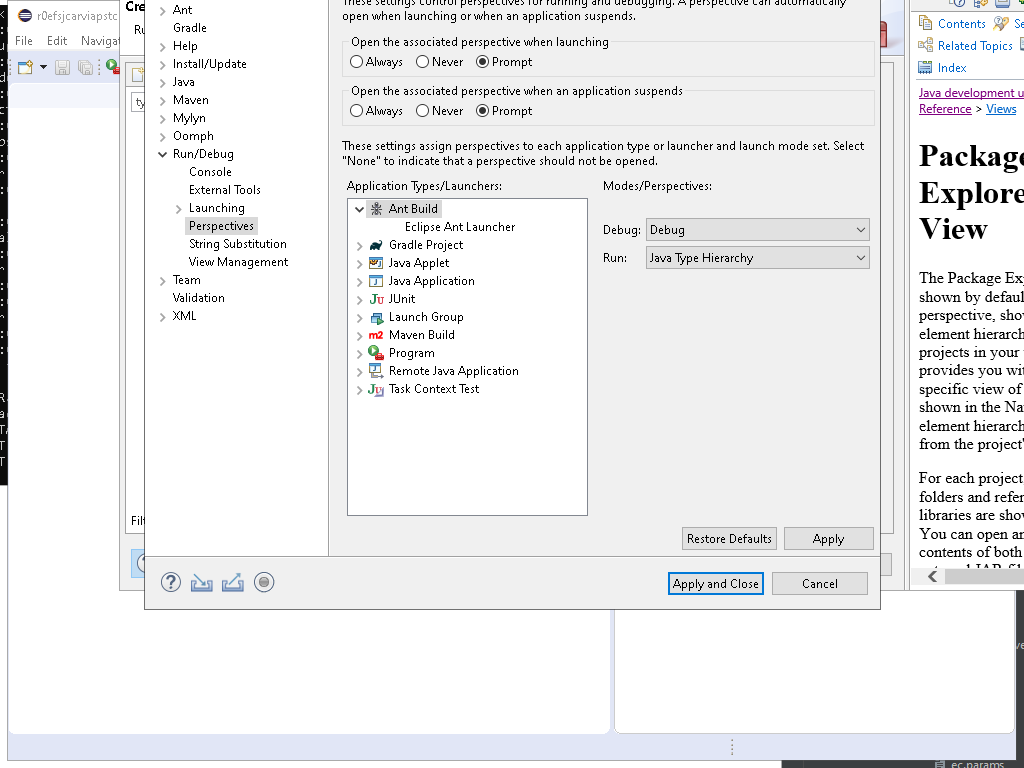 r0efsjcarviapstc
File Edit Navigat
Cre
Ru
ty
Filt
Ant
Gradle
Help
Install/Update
Java
Maven
Mylyn
Oomph
Run/Debug
Console
External Tools
Launching
Perspectives
String Substitution
View Management
Team
Validation
XML
These settings control perspectives for running and debugging. A perspective can automatically
open when launching or when an application suspends.
Open the associated perspective when launching
Always Never Prompt
Open the associated perspective when an application suspends
Always Never Prompt
These settings assign perspectives to each application type or launcher and launch mode set. Select
"None" to indicate that a perspective should not be opened.
Application Types/Launchers:
Ant Build
Eclipse Ant Launcher
Gradle Project
Java Applet
Java Application
JUnit
Launch Group
Maven Build
Program
Remote Java Application
Task Context Test
Modes/Perspectives:
Debug: Debug
Run: Java Type Hierarchy
Restore Defaults Apply
Apply and Close Cancel
Contents Se
Related Topics
Index
Java development u
Reference > Views
Package
Explore
View
The Package Exp
shown by defaul
perspective, show
element hierarch
projects in your
provides you wit
specific view of
shown in the Nav
element hierarch
from the project'
For each project,
folders and refer
libraries are show
You can open an
contents of both
ec.params